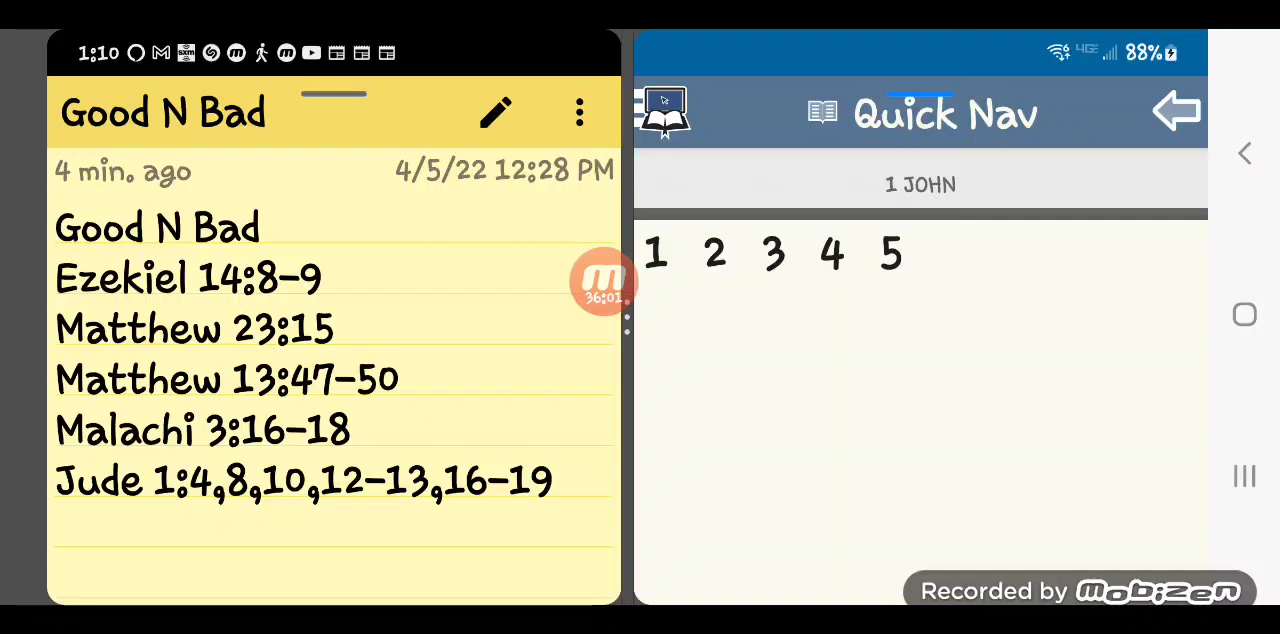 1:10
88%
Good N Bad
Quick Nav
4 min. ago
4/5/22 12:28 PM
1 JOHN
Good N Bad
Ezekiel 14:8-9
Matthew 23:15
Matthew 13:47-50
Malachi 3:16-18
Jude 1:4,8,10,12-13,16-19
1 2 3 4 5
36:01
Recorded by mobizen